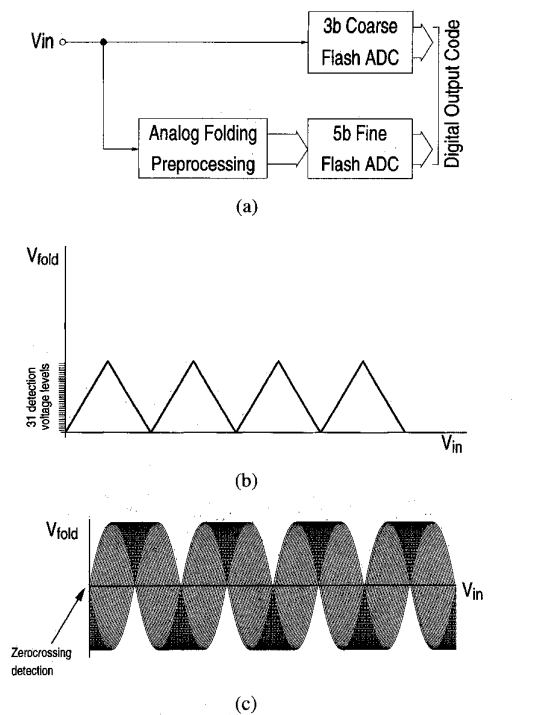 3b Coarse
Flash ADC
Vin
Digital Output Code
Analog Folding
Preprocessing
5b Fine
Flash ADC
(a)
Vfold
31 detection
voltage levels
Vin
(b)
Vfold
Vin
Zerocrossing
detection
(c)